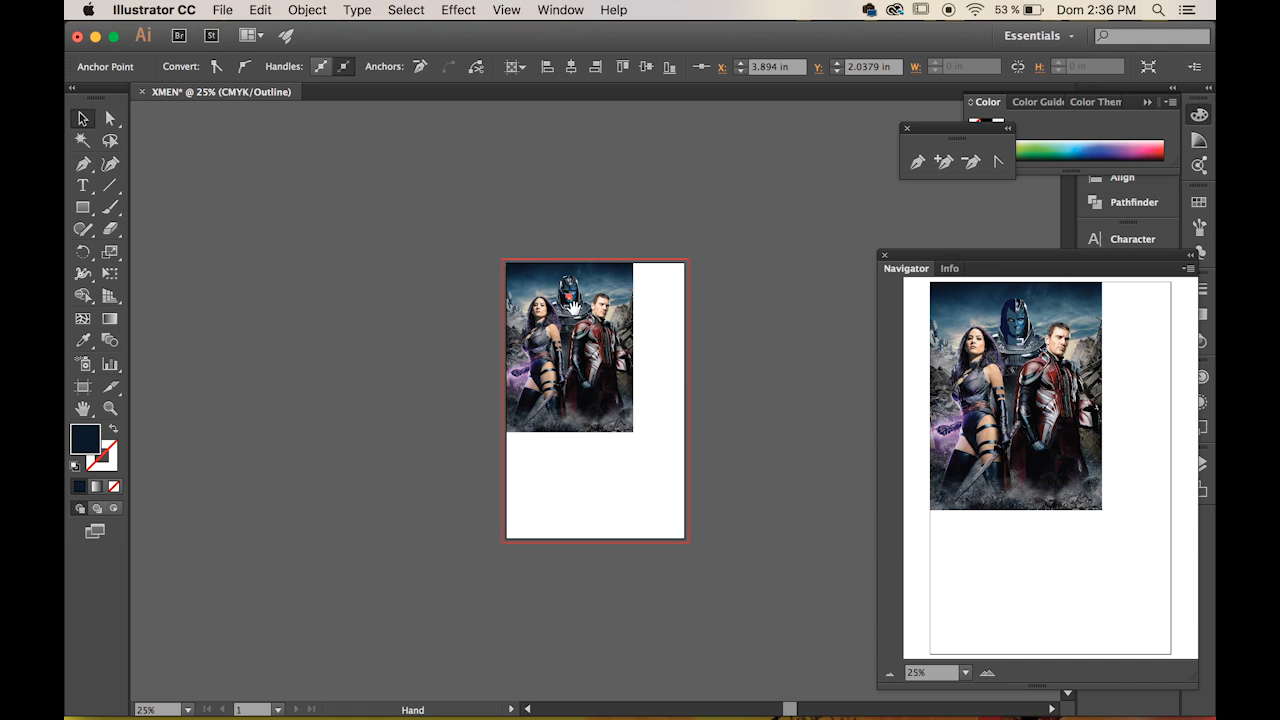 Illustrator CC File Edit Object Type Select Effect View Window Help 53 % Dom 2:36 PM
Ai Br St Essentials
Anchor Point Convert: Handles: Anchors: X: 3.894 in Y: 2.0379 in W: 0 in H: 0 in
× XMEN* @ 25% (CMYK/Outline)
Color Color Guide Color Them
Align
Pathfinder
Character
Navigator Info
25%
25% 1 Hand